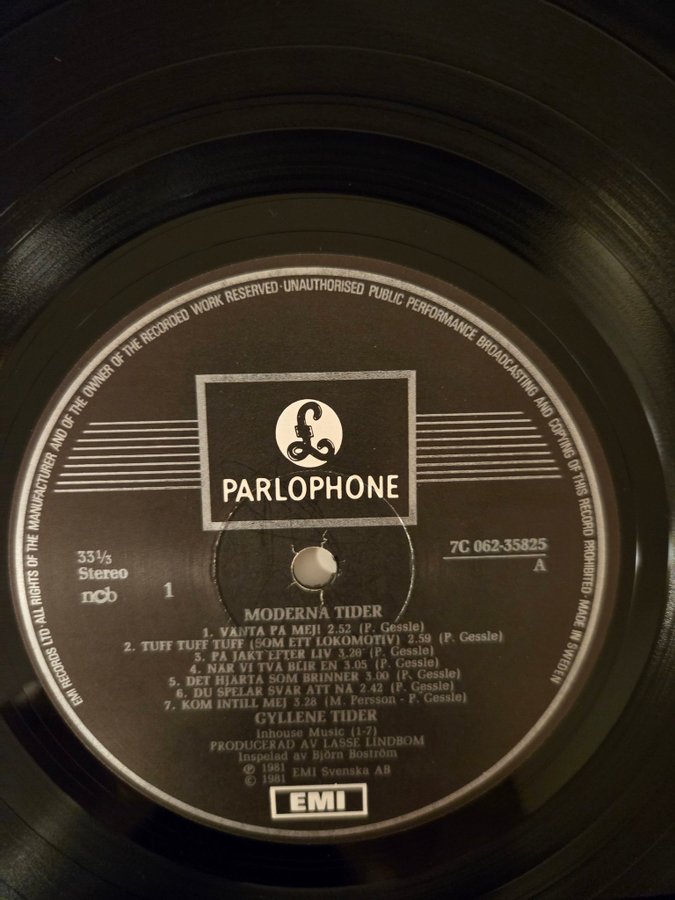 EMI RECORDS LTD·ALL RIGHTS OF THE MANUFACTURER AND OF THE OWNER OF THE RECORDED WORK RESERVED·UNAUTHORISED PUBLIC PERFORMANCE BROADCASTING AND COPYING OF THIS RECORD PROHIBITED·MADE IN SWEDEN
£
PARLOPHONE
33 1/3
Stereo
ncb
1
7C 062-35825
A
MODERNA TIDER
1. VÄNTA PÅ MEJ! 2.52 (P. Gessle)
2. TUFF TUFF TUFF (SOM ETT LOKOMOTIV) 2.59 (P. Gessle)
3. PÅ JAKT EFTER LIV 3.20 (P. Gessle)
4. NÄR VI TVÅ BLIR EN 3.05 (P. Gessle)
5. DET HJÄRTA SOM BRINNER 3.00 (P. Gessle)
6. DU SPELAR SVÅR ATT NÅ 2.42 (P. Gessle)
7. KOM INTILL MEJ 3.28 (M. Persson - P. Gessle)
GYLLENE TIDER
Inhouse Music (1-7)
PRODUCERAD AV LASSE LINDBOM
Inspelad av Björn Boström
℗ 1981
© 1981 EMI Svenska AB
EMI